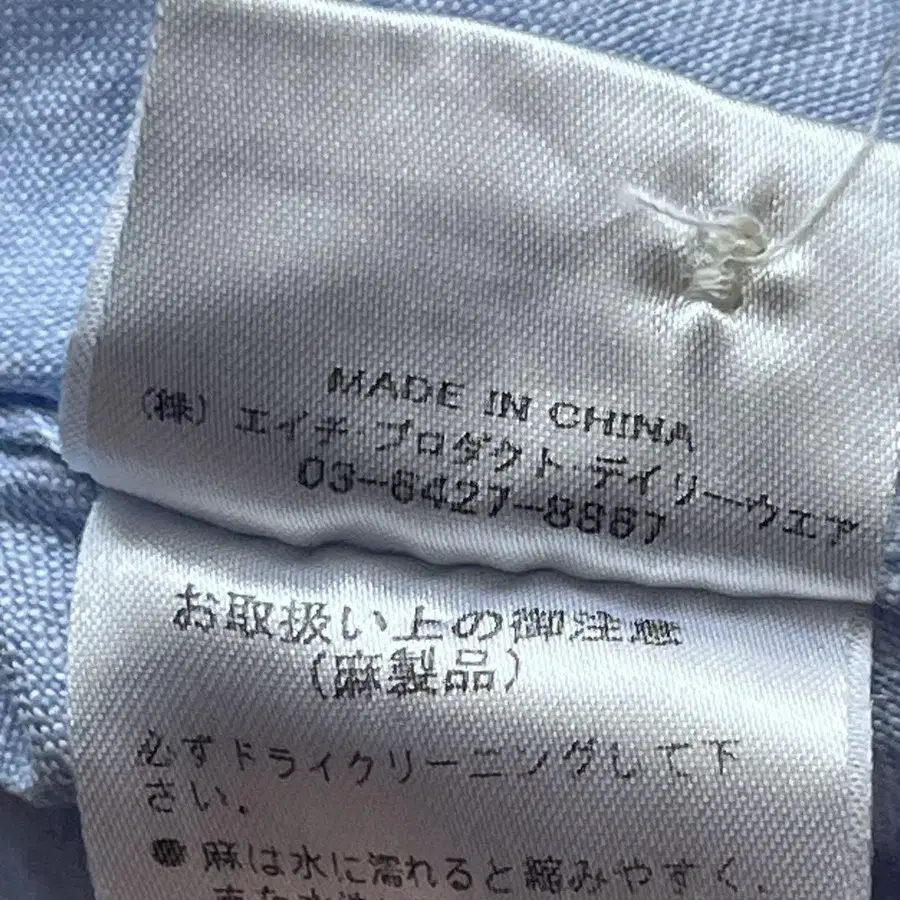 MADE IN CHINA
(株) エイチ・プロダクト・デイリーウエア
03-6427-8867
お取扱い上の御注意
(麻製品)
必ずドライクリーニングして下
さい.
● 麻は水に濡れると縮みやすく,